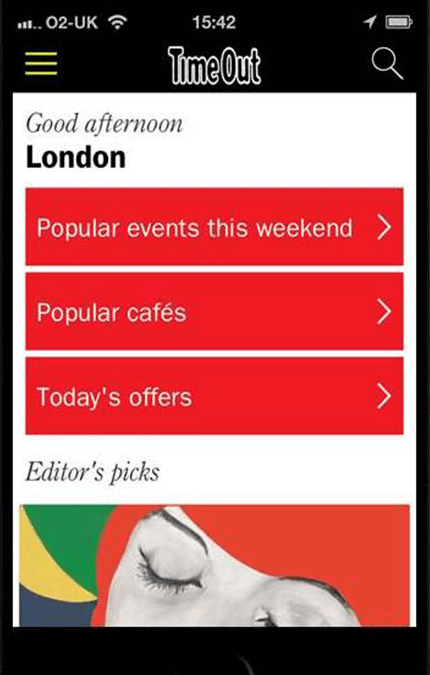 O2-UK 15:42
Time Out
Good afternoon
London
Popular events this weekend
Popular cafés
Today's offers
Editor's picks